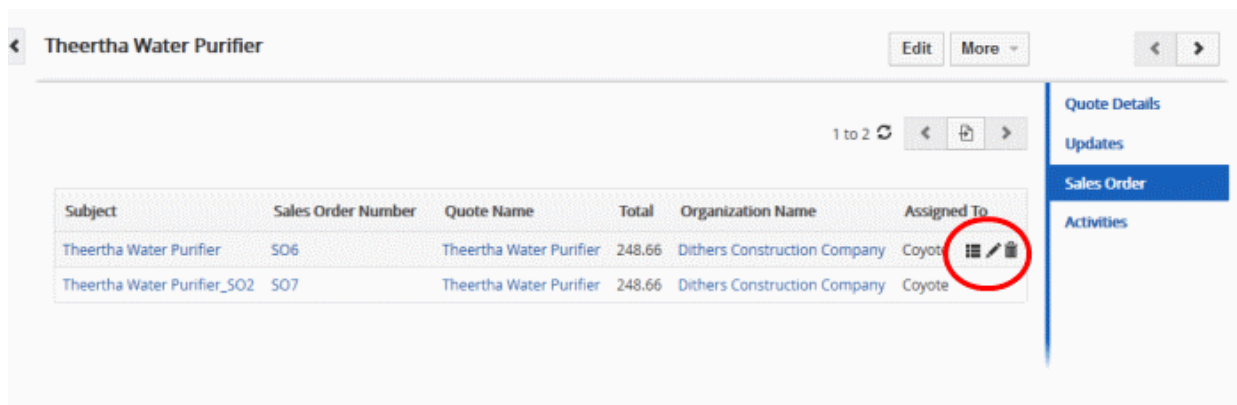 Theertha Water Purifier Edit More
Quote Details
1 to 2
Updates
Sales Order
Subject Sales Order Number Quote Name Total Organization Name Assigned To
Activities
Theertha Water Purifier SO6 Theertha Water Purifier 248.66 Dithers Construction Company Coyote
Theertha Water Purifier_SO2 SO7 Theertha Water Purifier 248.66 Dithers Construction Company Coyote